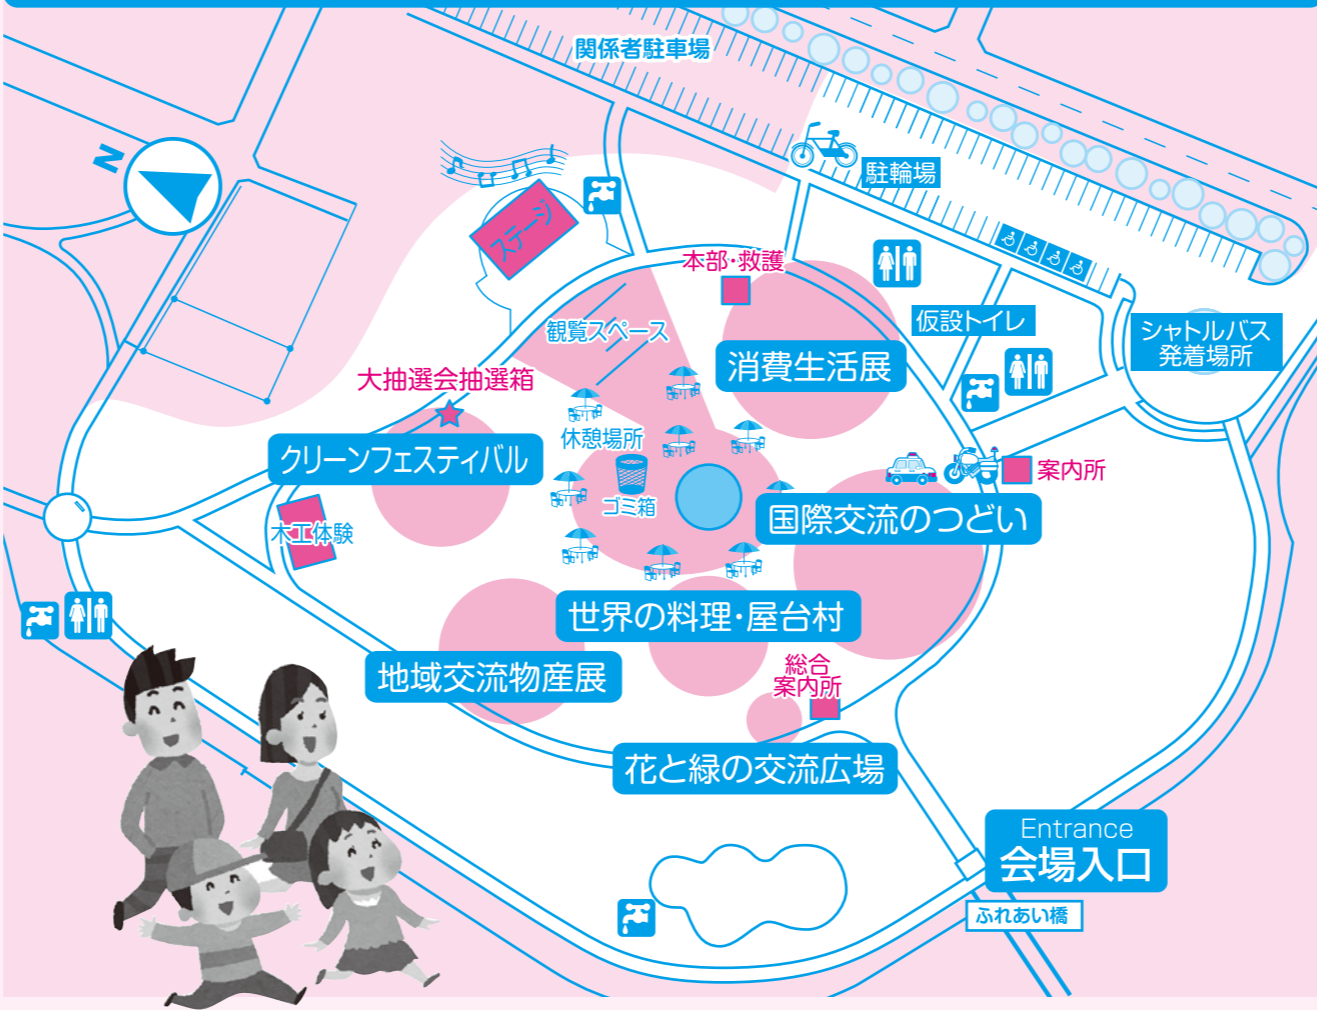 関係者駐車場
N
駐輪場
ステージ
本部・救護
仮設トイレ
シャトルバス
発着場所
観覧スペース
消費生活展
大抽選会抽選箱
休憩場所
クリーンフェスティバル
案内所
ゴミ箱
国際交流のつどい
木工体験
世界の料理・屋台村
地域交流物産展
総合
案内所
花と緑の交流広場
Entrance
会場入口
ふれあい橋